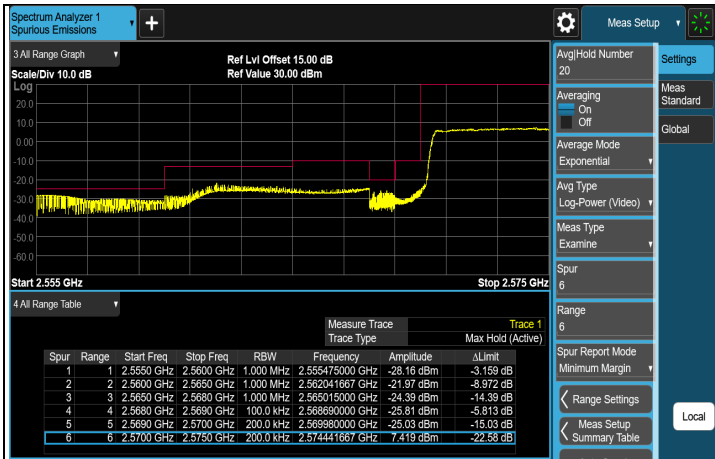 Spectrum Analyzer 1
Spurious Emissions
+
Meas Setup
3 All Range Graph
Scale/Div 10.0 dB
Ref Lvl Offset 15.00 dB
Ref Value 30.00 dBm
Log
20.0
10.0
0.00
-10.0
-20.0
-30.0
-40.0
-50.0
-60.0
Start 2.555 GHz
Stop 2.575 GHz
4 All Range Table
Measure Trace Trace 1
Trace Type Max Hold (Active)
Spur Range Start Freq Stop Freq RBW Frequency Amplitude ΔLimit
1 1 2.5550 GHz 2.5600 GHz 1.000 MHz 2.555475000 GHz -28.16 dBm -3.159 dB
2 2 2.5600 GHz 2.5650 GHz 1.000 MHz 2.562041667 GHz -21.97 dBm -8.972 dB
3 3 2.5650 GHz 2.5680 GHz 1.000 MHz 2.565015000 GHz -24.39 dBm -14.39 dB
4 4 2.5680 GHz 2.5690 GHz 100.0 kHz 2.568690000 GHz -25.81 dBm -5.813 dB
5 5 2.5690 GHz 2.5700 GHz 200.0 kHz 2.569980000 GHz -25.03 dBm -15.03 dB
6 6 2.5700 GHz 2.5750 GHz 200.0 kHz 2.574441667 GHz 7.419 dBm -22.58 dB
Avg|Hold Number
20
Averaging
On
Off
Average Mode
Exponential
Avg Type
Log-Power (Video)
Meas Type
Examine
Spur
6
Range
6
Spur Report Mode
Minimum Margin
Range Settings
Meas Setup
Summary Table
Settings
Meas
Standard
Global
Local